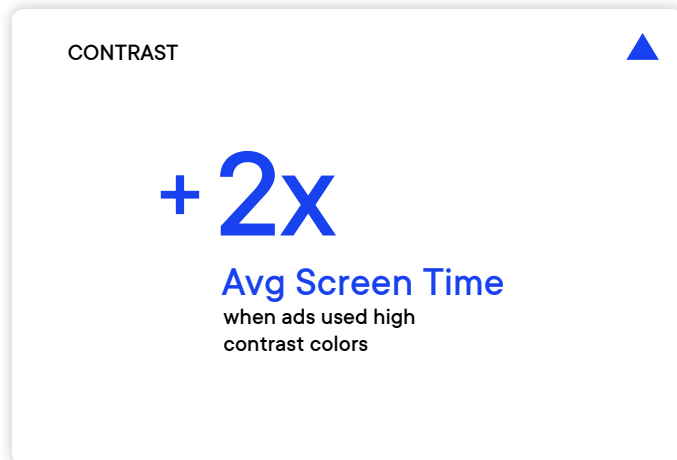 CONTRAST
+ 2x
Avg Screen Time
when ads used high
contrast colors